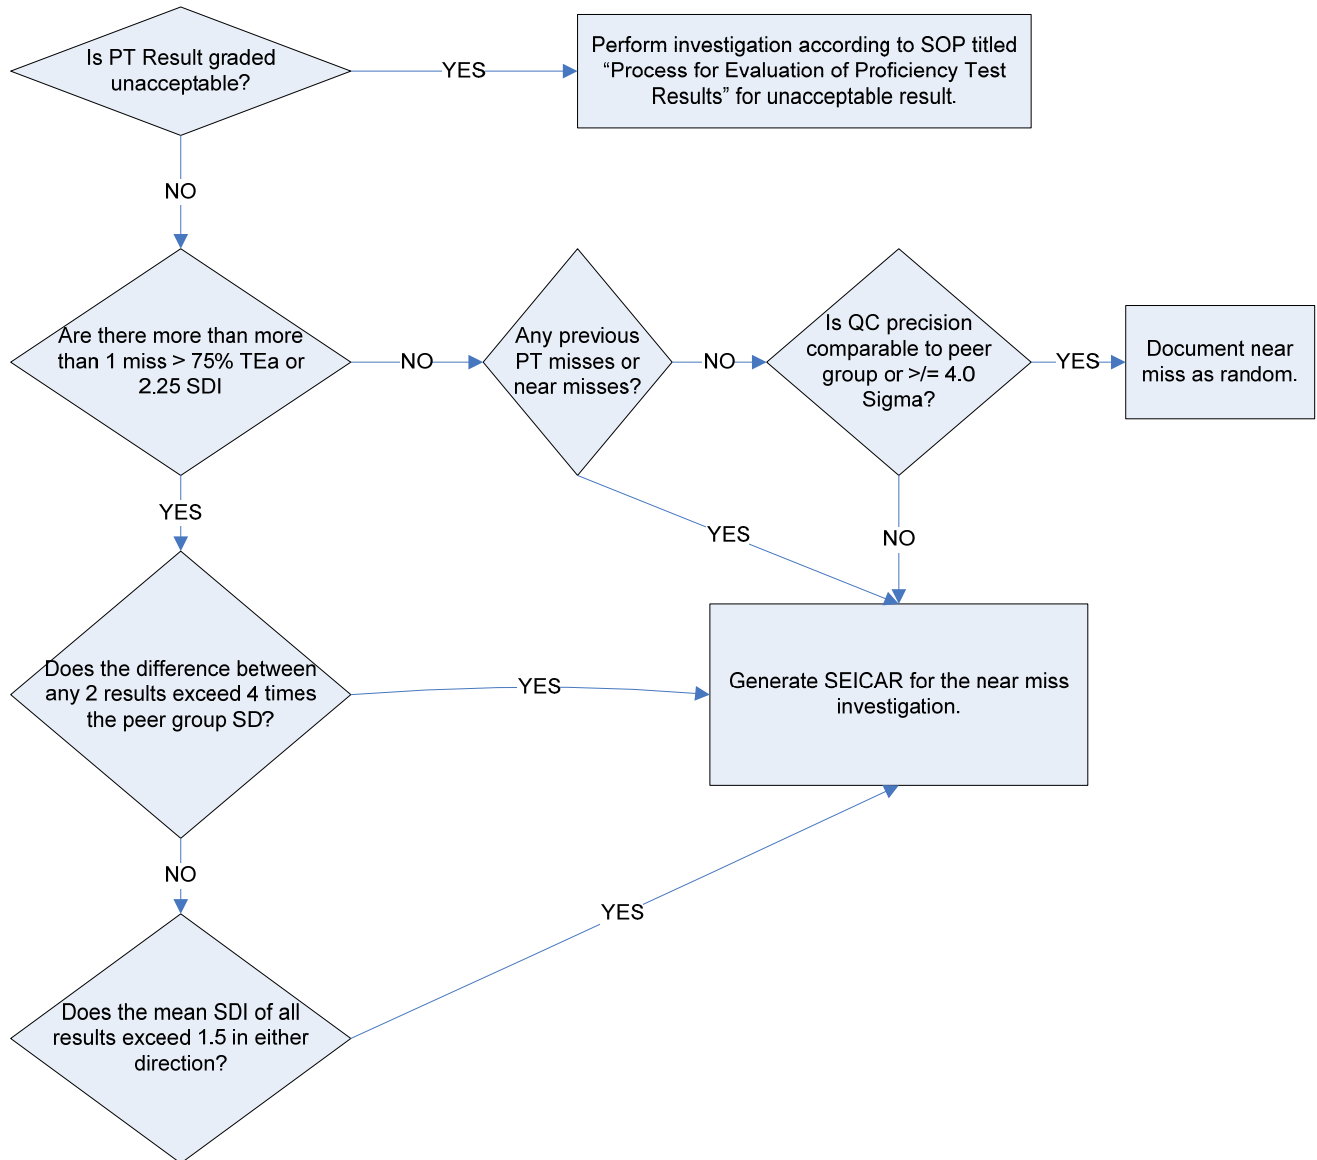 Is PT Result graded
unacceptable?
YES
Perform investigation according to SOP titled
“Process for Evaluation of Proficiency Test
Results” for unacceptable result.
NO
Are there more than more
than 1 miss > 75% TEa or
2.25 SDI
NO
Any previous
PT misses or
near misses?
NO
Is QC precision
comparable to peer
group or >/= 4.0
Sigma?
YES
Document near
miss as random.
YES
YES
NO
Does the difference between
any 2 results exceed 4 times
the peer group SD?
YES
Generate SEICAR for the near miss
investigation.
NO
YES
Does the mean SDI of all
results exceed 1.5 in either
direction?